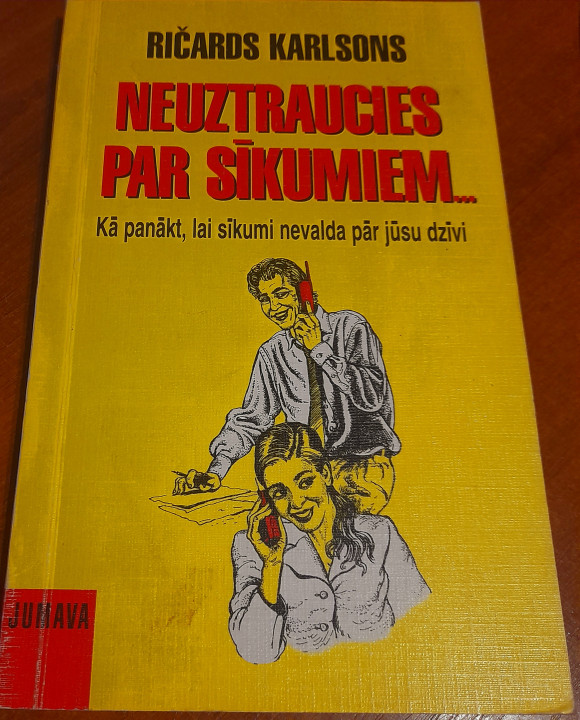 RIČARDS KARLSONS
NEUZTRAUCIES
PAR SĪKUMIEM...
Kā panākt, lai sīkumi nevalda pār jūsu dzīvi
JUMAVA